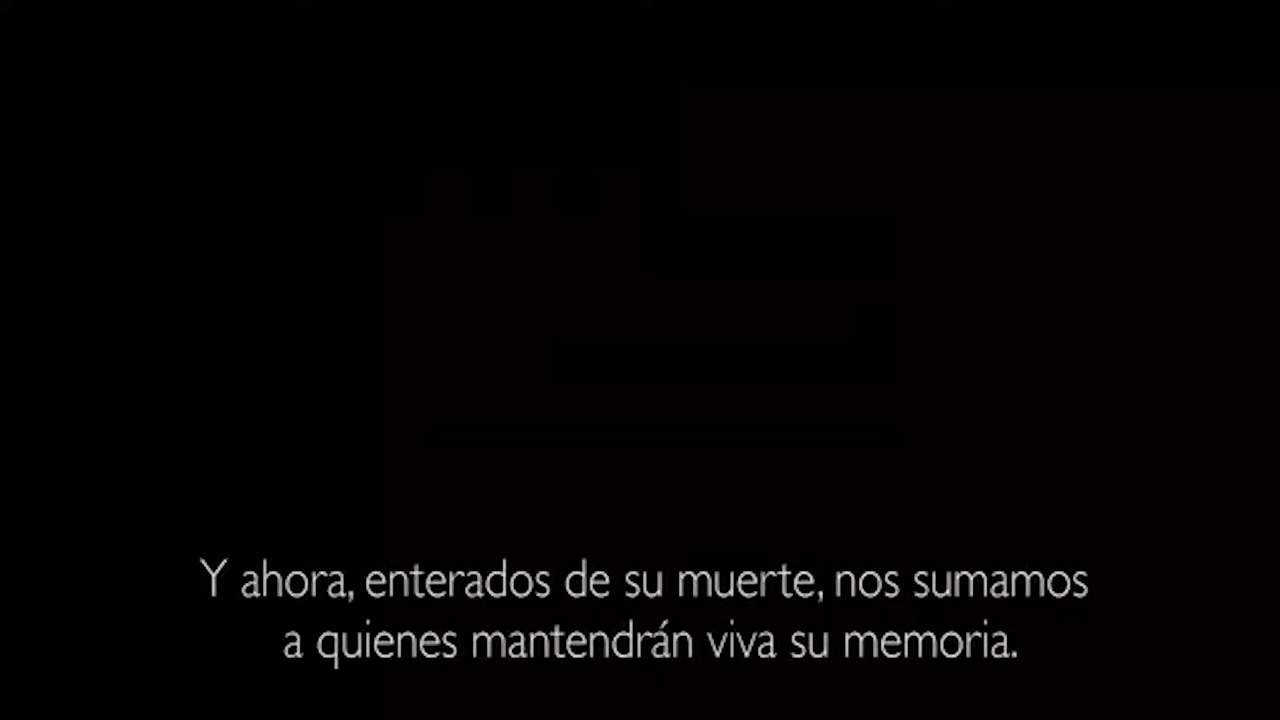 Y ahora, enterados de su muerte, nos sumamos
a quienes mantendrán viva su memoria.